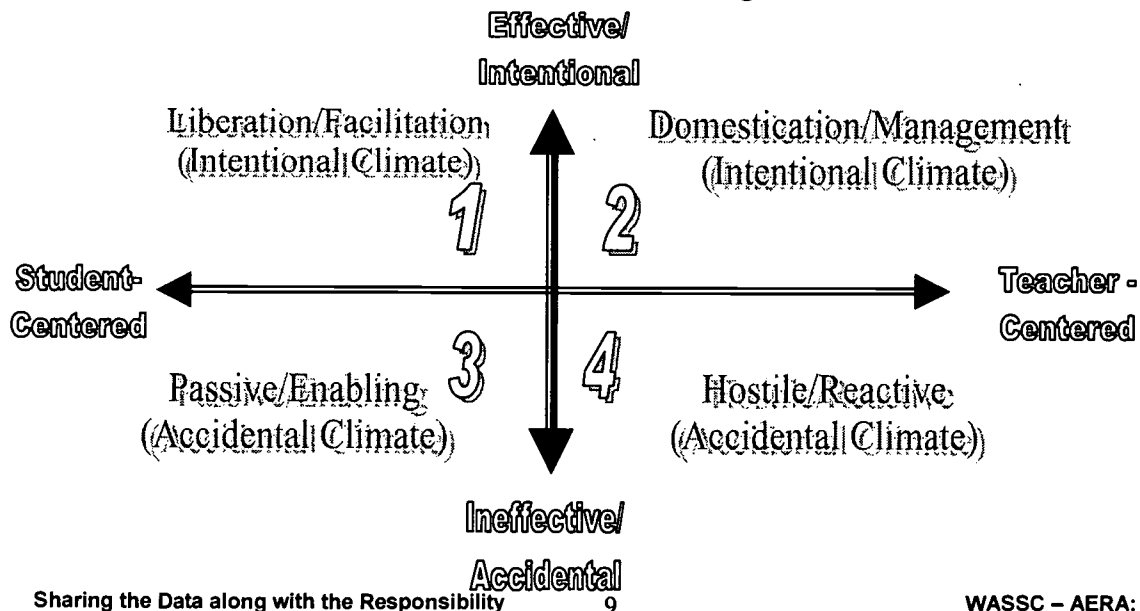 Effective/
Intentional
Liberation/Facilitation
(Intentional Climate)
Domestication/Management
(Intentional Climate)
1
2
Student-
Centered
Teacher -
Centered
3
4
Passive/Enabling
(Accidental Climate)
Hostile/Reactive
(Accidental Climate)
Ineffective/
Accidental
Sharing the Data along with the Responsibility 9 WASSC – AERA: